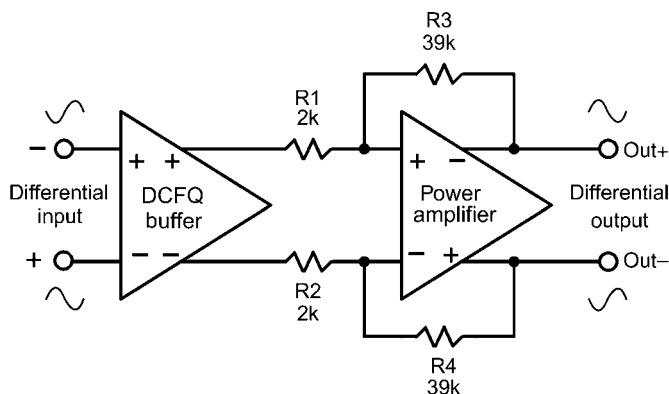 R3
39k
R1
2k
−
+ +
+ −
Out+
Differential
input
DCFQ
buffer
Power
amplifier
Differential
output
+
− −
− +
Out−
R2
2k
R4
39k